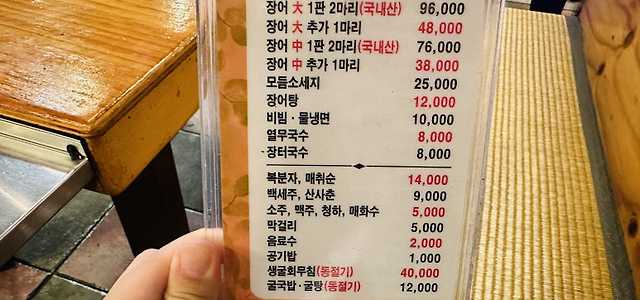 장어 大 1판 2마리(국내산) 96,000
장어 大 추가 1마리 48,000
장어 中 1판 2마리(국내산) 76,000
장어 中 추가 1마리 38,000
모듬소세지 25,000
장어탕 12,000
비빔 · 물냉면 10,000
열무국수 8,000
장터국수 8,000
복분자, 매취순 14,000
백세주, 산사춘 9,000
소주, 맥주, 청하, 매화수 5,000
막걸리 5,000
음료수 2,000
공기밥 1,000
생굴회무침(동절기) 40,000
굴국밥 · 굴탕(동절기) 12,000